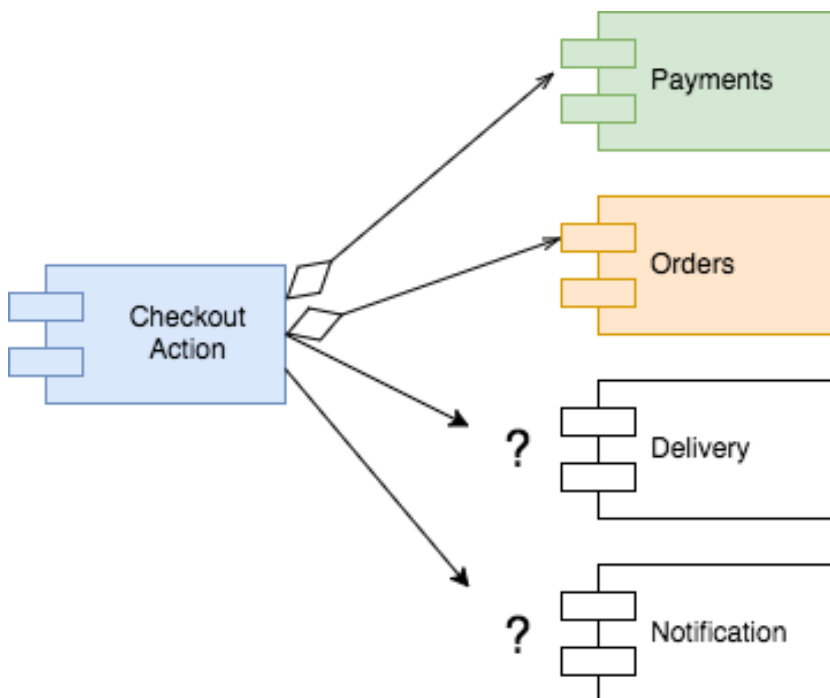 Payments
Orders
Checkout
Action
?
Delivery
?
Notification